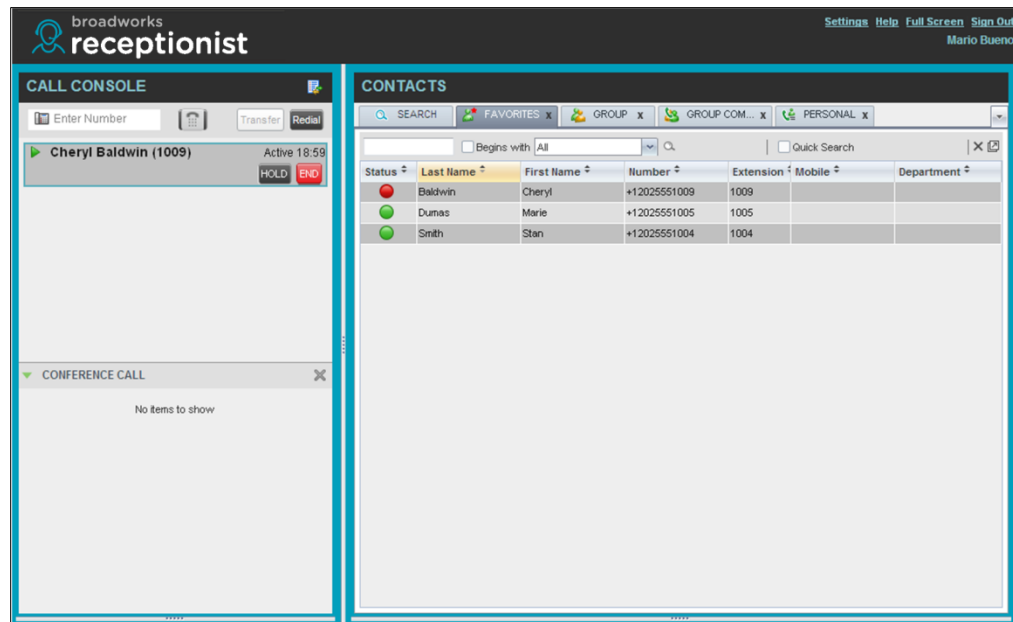 broadworks
receptionist
Settings Help Full Screen Sign Out
Mario Bueno
CALL CONSOLE
Enter Number Transfer Redial
Cheryl Baldwin (1009) Active 18:59
HOLD END
CONFERENCE CALL
No items to show
CONTACTS
SEARCH FAVORITES x GROUP x GROUP COM... x PERSONAL x
Begins with All Quick Search
Status Last Name First Name Number Extension Mobile Department
Baldwin Cheryl +12025551009 1009
Dumas Marie +12025551005 1005
Smith Stan +12025551004 1004